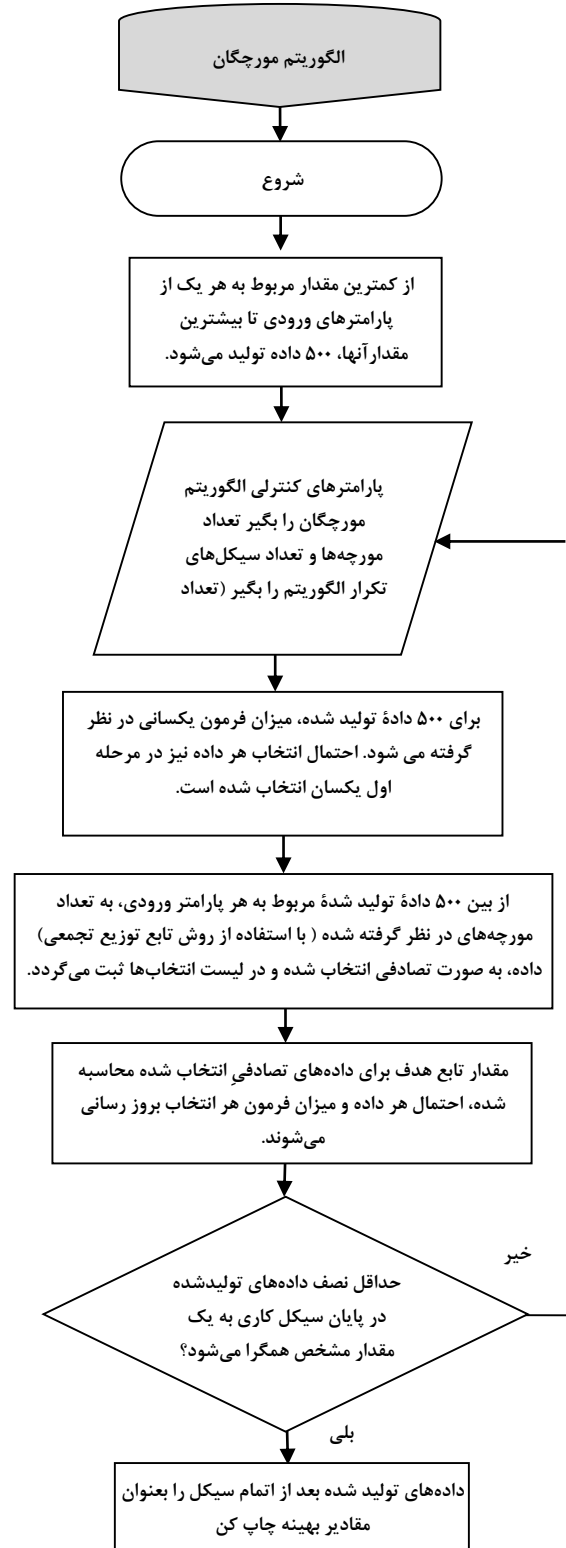 الگوریتم مورچگان
شروع
از کمترین مقدار مربوط به هر یک از
پارامترهای ورودی تا بیشترین
مقدارآنها، ۵۰۰ داده تولید می‌شود.
پارامترهای کنترلی الگوریتم
مورچگان را بگیر تعداد
مورچه‌ها و تعداد سیکل‌های
تکرار الگوریتم را بگیر (تعداد
برای ۵۰۰ دادهٔ تولید شده، میزان فرمون یکسانی در نظر
گرفته می شود. احتمال انتخاب هر داده نیز در مرحله
اول یکسان انتخاب شده است.
از بین ۵۰۰ دادهٔ تولید شدهٔ مربوط به هر پارامتر ورودی، به تعداد
مورچه‌های در نظر گرفته شده ( با استفاده از روش تابع توزیع تجمعی)
داده، به صورت تصادفی انتخاب شده و در لیست انتخاب‌ها ثبت می‌گردد.
مقدار تابع هدف برای داده‌های تصادفیِ انتخاب شده محاسبه
شده، احتمال هر داده و میزان فرمون هر انتخاب بروز رسانی
می‌شوند.
خیر
حداقل نصف داده‌های تولیدشده
در پایان سیکل کاری به یک
مقدار مشخص همگرا می‌شود؟
بلی
داده‌های تولید شده بعد از اتمام سیکل را بعنوان
مقادیر بهینه چاپ کن